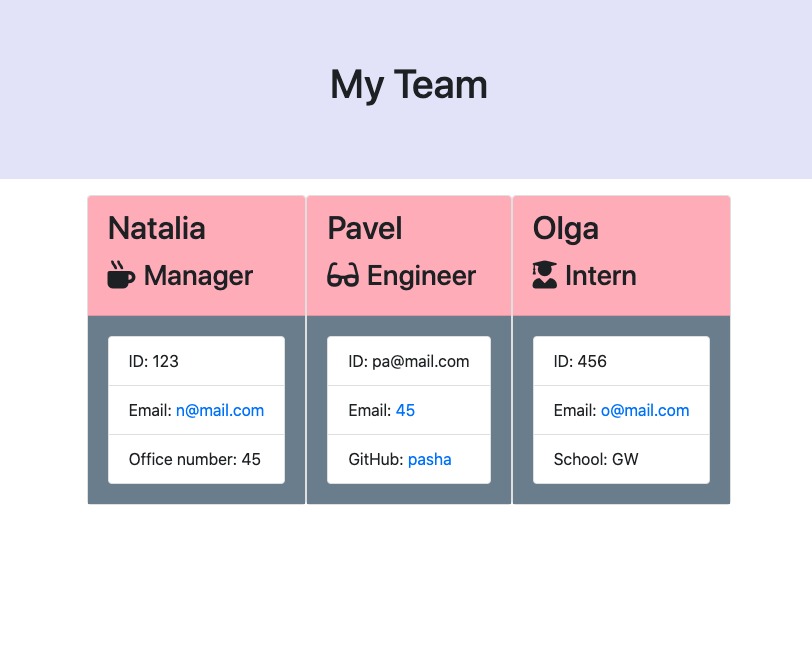 My Team
Natalia
Manager
ID: 123
Email: n@mail.com
Office number: 45
Pavel
Engineer
ID: pa@mail.com
Email: 45
GitHub: pasha
Olga
Intern
ID: 456
Email: o@mail.com
School: GW